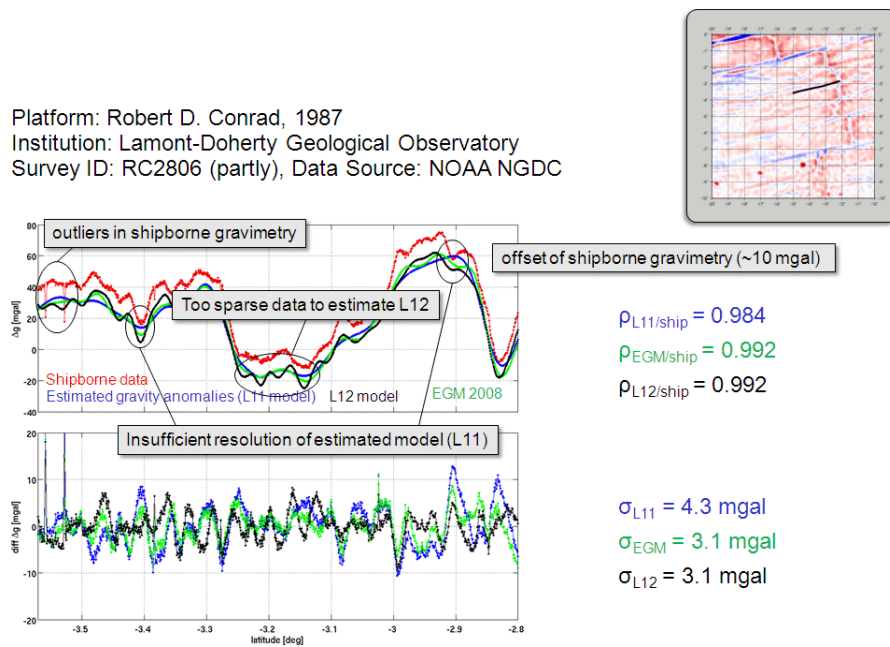 Platform: Robert D. Conrad, 1987
Institution: Lamont-Doherty Geological Observatory
Survey ID: RC2806 (partly), Data Source: NOAA NGDC
outliers in shipborne gravimetry
offset of shipborne gravimetry (~10 mgal)
Too sparse data to estimate L12
Δg [mgal]
80
60
40
20
0
-20
-40
Shipborne data
Estimated gravity anomalies (L11 model) L12 model EGM 2008
Insufficient resolution of estimated model (L11)
ρL11/ship = 0.984
ρEGM/ship = 0.992
ρL12/ship = 0.992
diff Δg [mgal]
20
10
0
-10
-20
-3.5 -3.4 -3.3 -3.2 -3.1 -3 -2.9 -2.8
latitude [deg]
σL11 = 4.3 mgal
σEGM = 3.1 mgal
σL12 = 3.1 mgal